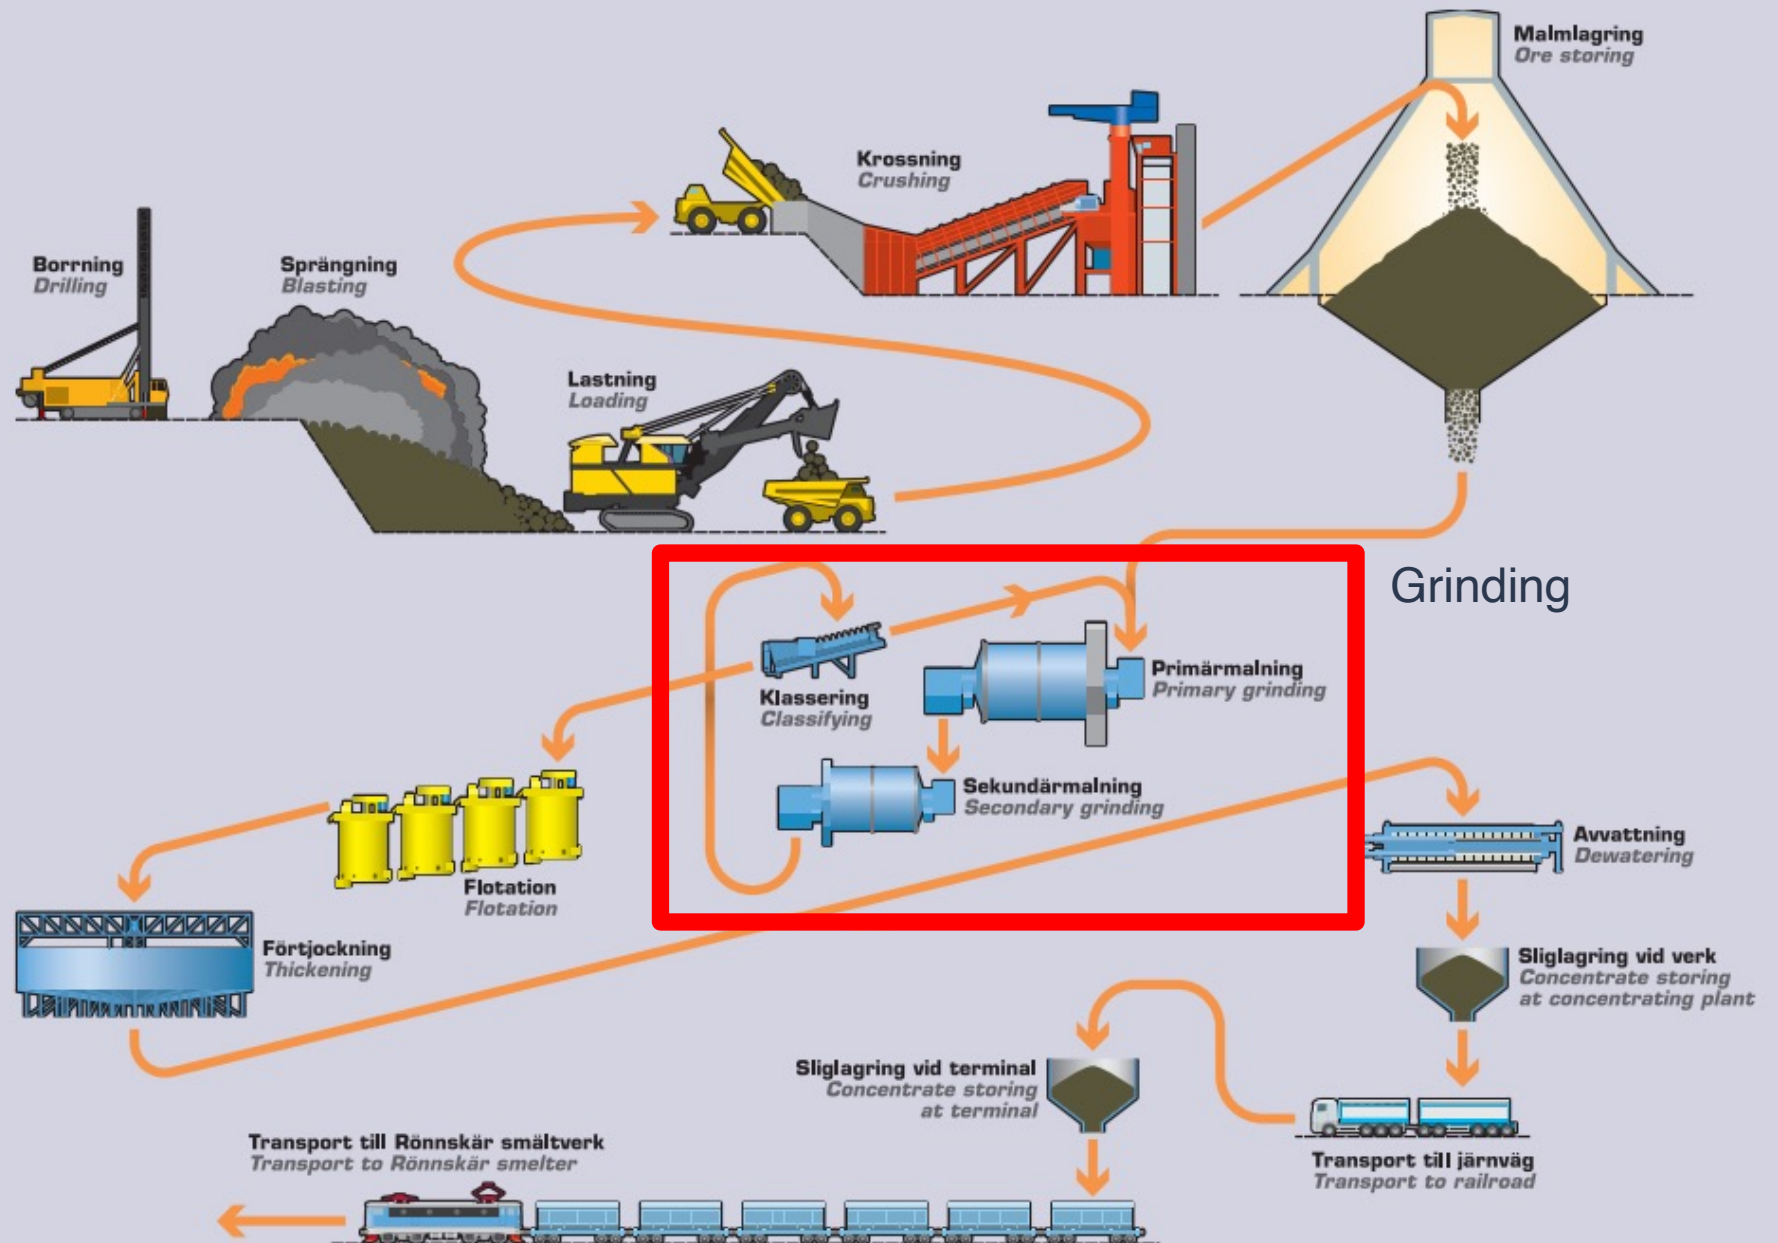 Malmlagring
Ore storing
Krossning
Crushing
Borrning
Drilling
Sprängning
Blasting
Lastning
Loading
Grinding
Klassering
Classifying
Primärmalning
Primary grinding
Sekundärmalning
Secondary grinding
Flotation
Flotation
Avvattning
Dewatering
Förtjockning
Thickening
Sliglagring vid verk
Concentrate storing
at concentrating plant
Sliglagring vid terminal
Concentrate storing
at terminal
Transport till järnväg
Transport to railroad
Transport till Rönnskär smältverk
Transport to Rönnskär smelter